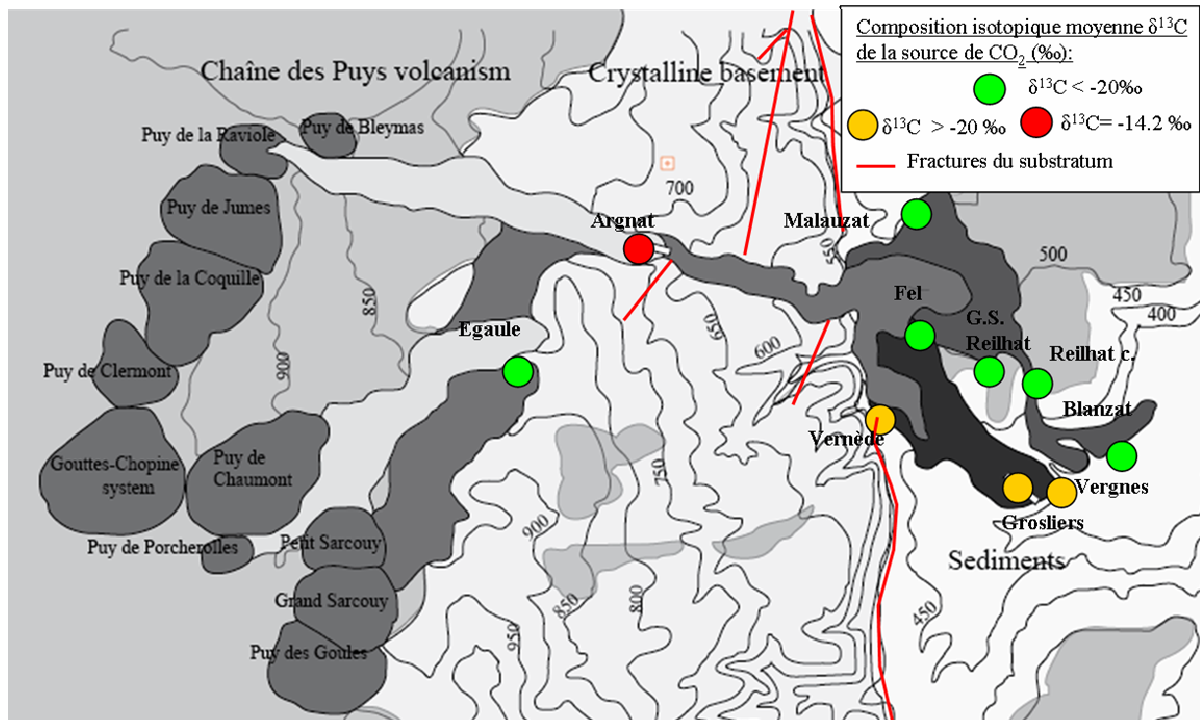 Composition isotopique moyenne δ¹³C
de la source de CO₂ (‰):
δ¹³C < -20‰
δ¹³C > -20 ‰
δ¹³C= -14.2 ‰
Fractures du substratum
Chaîne des Puys volcanism
Crystalline basement
Puy de la Raviole
Puy de Bleymas
Puy de Jumes
Puy de la Coquille
Puy de Clermont
Gouttes-Chopine
system
Puy de
Chaumont
Puy de Porcherolles
Petit Sarcouy
Grand Sarcouy
Puy des Goules
Argnat
Malauzat
Egaule
Fel
G.S.
Reilhat
Reilhat c.
Blanzat
Vernède
Vergnes
Grosliers
Sediments
700
850
900
550
500
450
400
650
600
750
900
850
800
950
450